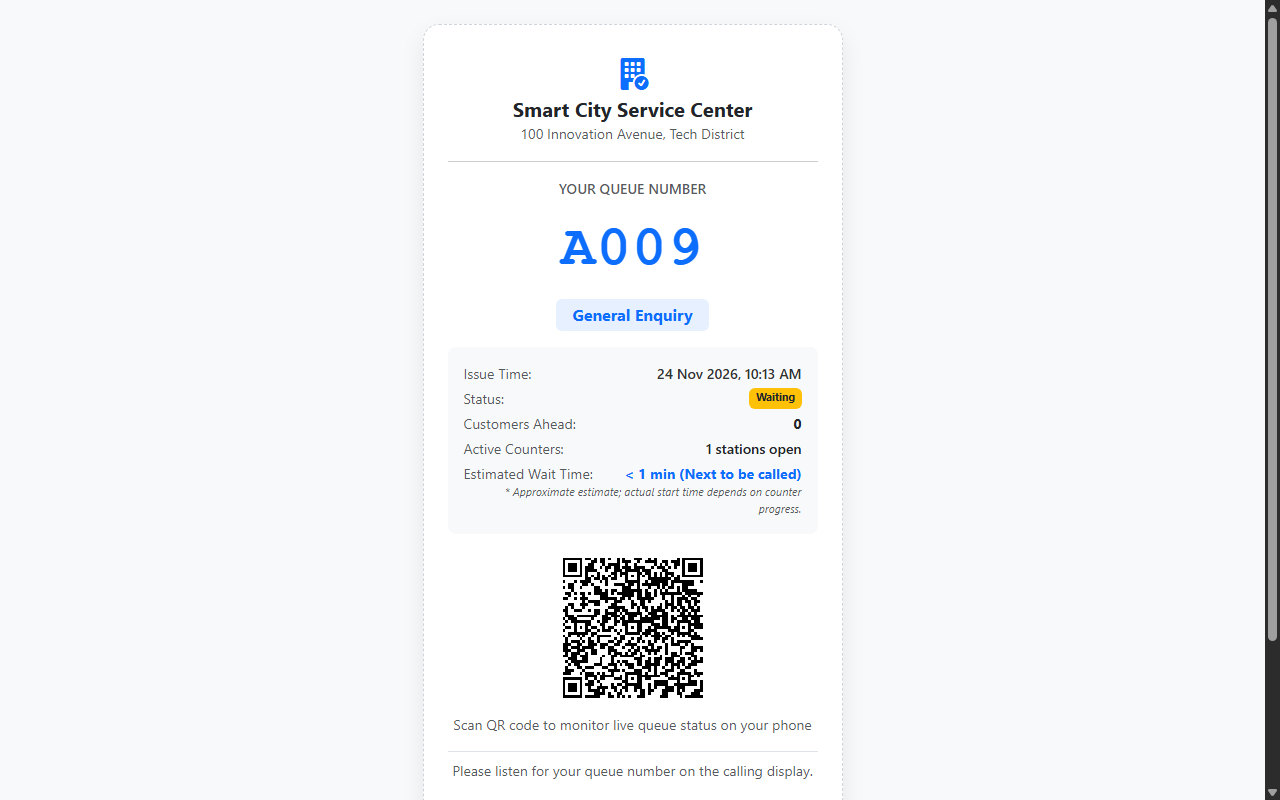 Smart City Service Center
100 Innovation Avenue, Tech District
YOUR QUEUE NUMBER
A009
General Enquiry
Issue Time: 24 Nov 2026, 10:13 AM
Status: Waiting
Customers Ahead: 0
Active Counters: 1 stations open
Estimated Wait Time: < 1 min (Next to be called)
* Approximate estimate; actual start time depends on counter
progress.
Scan QR code to monitor live queue status on your phone
Please listen for your queue number on the calling display.